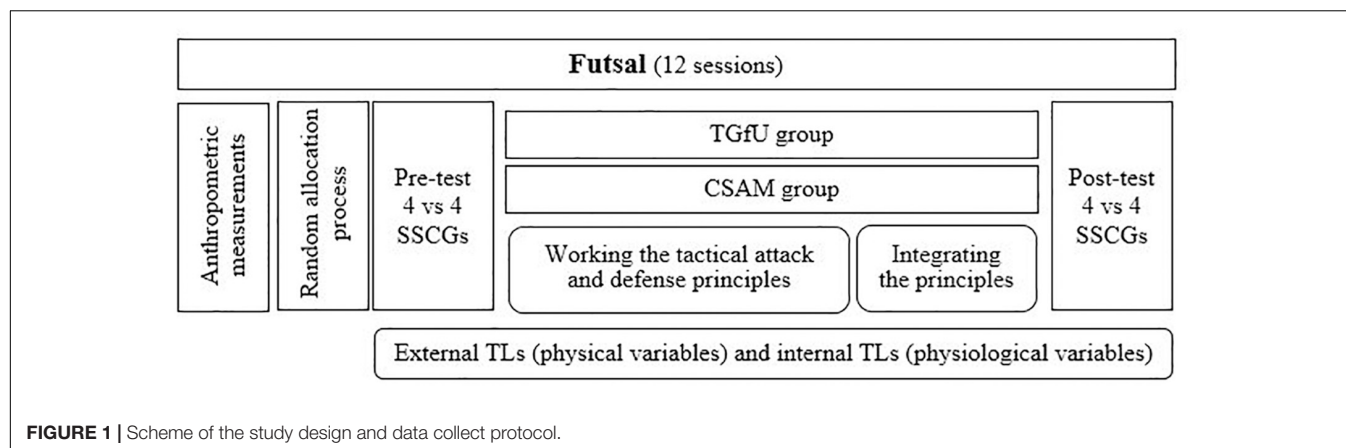 Futsal (12 sessions)
Anthropometric
measurements
Random allocation
process
Pre-test
4 vs 4
SSCGs
TGfU group
CSAM group
Working the tactical attack
and defense principles
Integrating
the principles
Post-test
4 vs 4
SSCGs
External TLs (physical variables) and internal TLs (physiological variables)
FIGURE 1 | Scheme of the study design and data collect protocol.